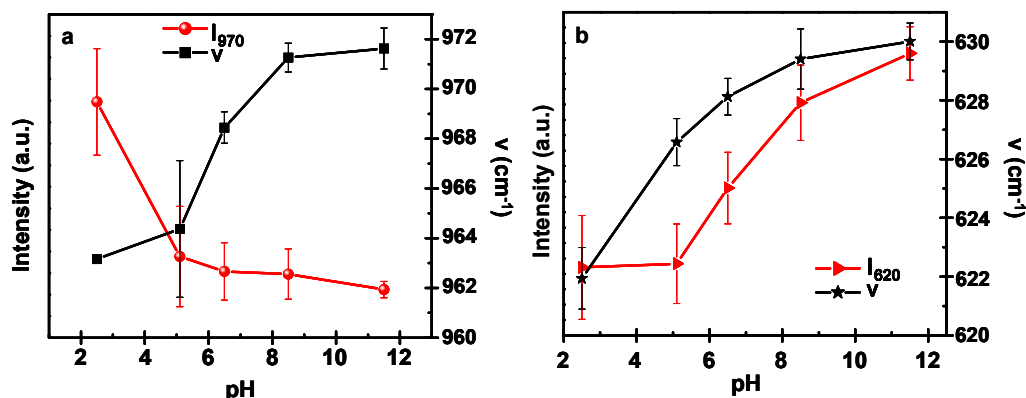 a
I970
v
Intensity (a.u.)
972
970
968
966
964
962
960
v (cm-1)
2 4 6 8 10 12
pH
b
I620
v
Intensity (a.u.)
630
628
626
624
622
620
v (cm-1)
2 4 6 8 10 12
pH